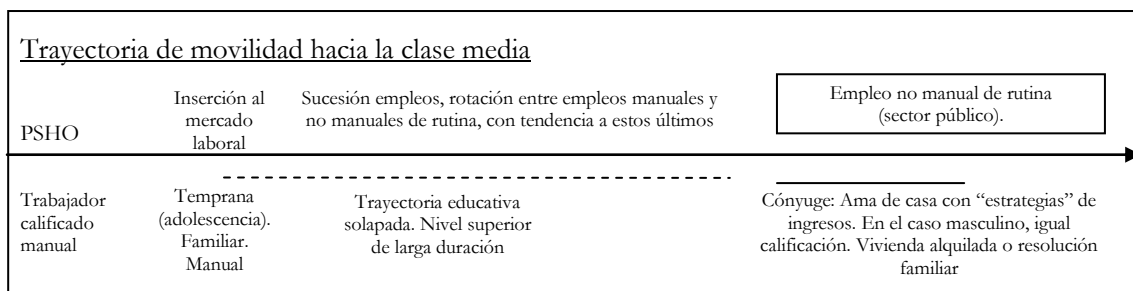 Trayectoria de movilidad hacia la clase media
PSHO
Inserción al
mercado
laboral
Sucesión empleos, rotación entre empleos manuales y
no manuales de rutina, con tendencia a estos últimos
Empleo no manual de rutina
(sector público).
Trabajador
calificado
manual
Temprana
(adolescencia).
Familiar.
Manual
Trayectoria educativa
solapada. Nivel superior
de larga duración
Cónyuge: Ama de casa con “estrategias” de
ingresos. En el caso masculino, igual
calificación. Vivienda alquilada o resolución
familiar